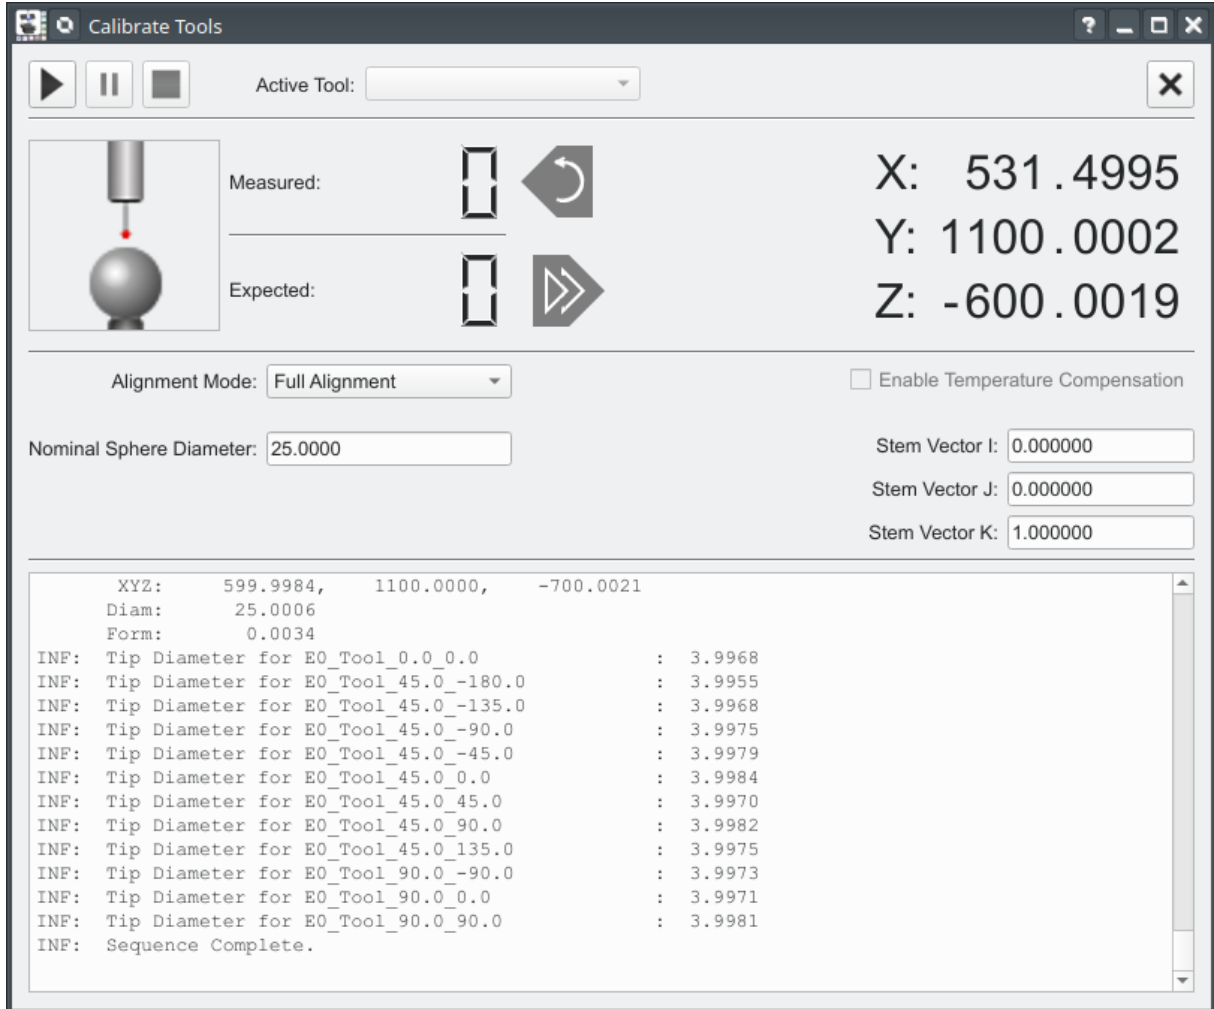 Calibrate Tools
Active Tool:
Measured: 0
Expected: 0
X: 531.4995
Y: 1100.0002
Z: -600.0019
Alignment Mode: Full Alignment
Enable Temperature Compensation
Nominal Sphere Diameter: 25.0000
Stem Vector I: 0.000000
Stem Vector J: 0.000000
Stem Vector K: 1.000000
XYZ: 599.9984, 1100.0000, -700.0021
Diam: 25.0006
Form: 0.0034
INF: Tip Diameter for E0_Tool_0.0_0.0 : 3.9968
INF: Tip Diameter for E0_Tool_45.0_-180.0 : 3.9955
INF: Tip Diameter for E0_Tool_45.0_-135.0 : 3.9968
INF: Tip Diameter for E0_Tool_45.0_-90.0 : 3.9975
INF: Tip Diameter for E0_Tool_45.0_-45.0 : 3.9979
INF: Tip Diameter for E0_Tool_45.0_0.0 : 3.9984
INF: Tip Diameter for E0_Tool_45.0_45.0 : 3.9970
INF: Tip Diameter for E0_Tool_45.0_90.0 : 3.9982
INF: Tip Diameter for E0_Tool_45.0_135.0 : 3.9975
INF: Tip Diameter for E0_Tool_90.0_-90.0 : 3.9973
INF: Tip Diameter for E0_Tool_90.0_0.0 : 3.9971
INF: Tip Diameter for E0_Tool_90.0_90.0 : 3.9981
INF: Sequence Complete.